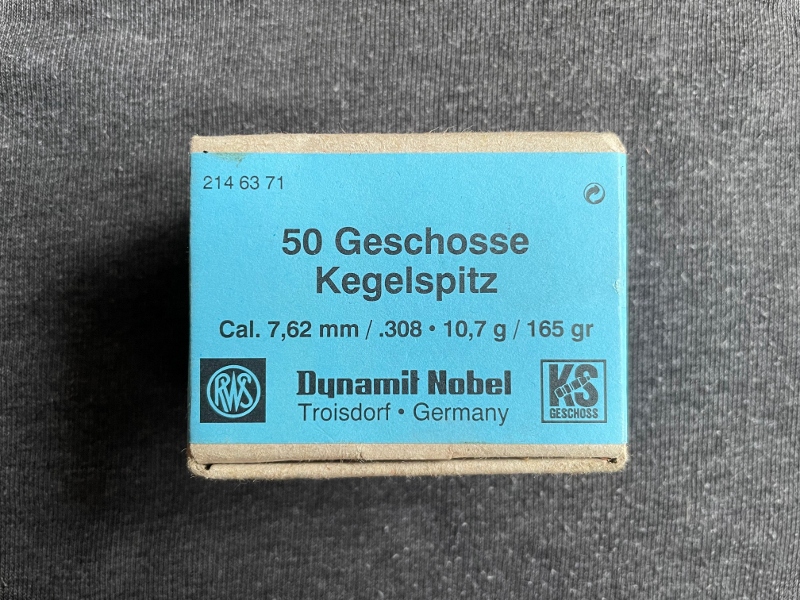 214 63 71
50 Geschosse
Kegelspitz
Cal. 7,62 mm / .308 • 10,7 g / 165 gr
RWS
Dynamit Nobel
Troisdorf • Germany
KS
GESCHOSS